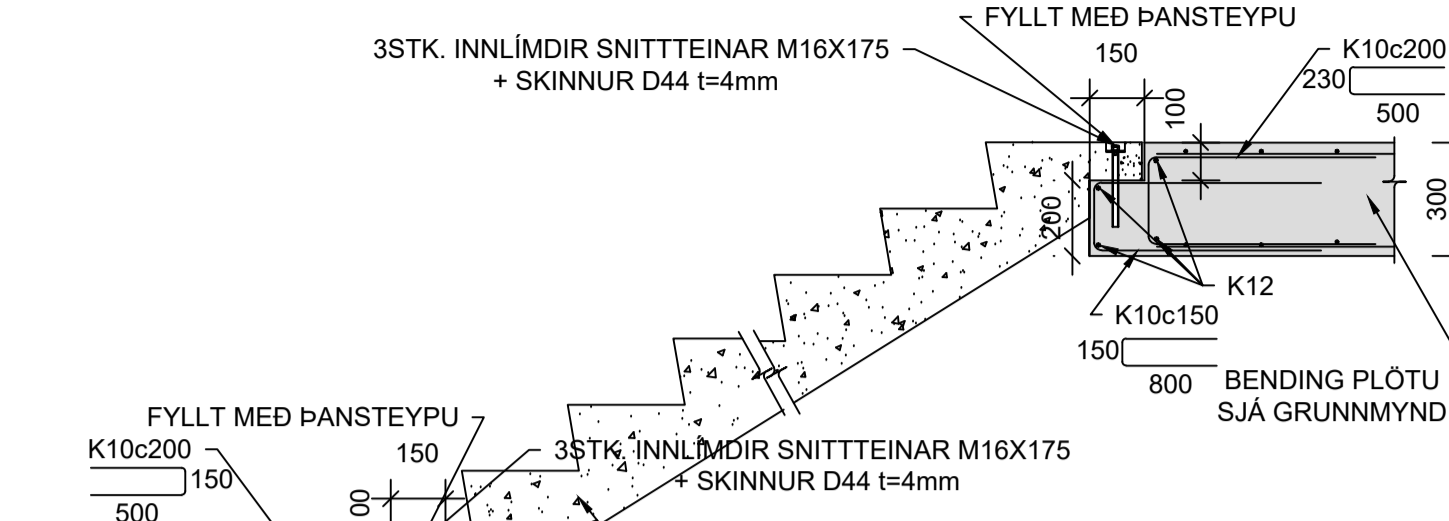 FYLLT MEÐ ÞANSTEYPU
3STK. INNLÍMDIR SNITTTEINAR M16X175
+ SKINNUR D44 t=4mm
150
K10c200
230
500
100
200
300
K12
K10c150
150
800
BENDING PLÖTU
SJÁ GRUNNMYND
FYLLT MEÐ ÞANSTEYPU
K10c200
150
150
500
3STK. INNLÍMDIR SNITTTEINAR M16X175
+ SKINNUR D44 t=4mm